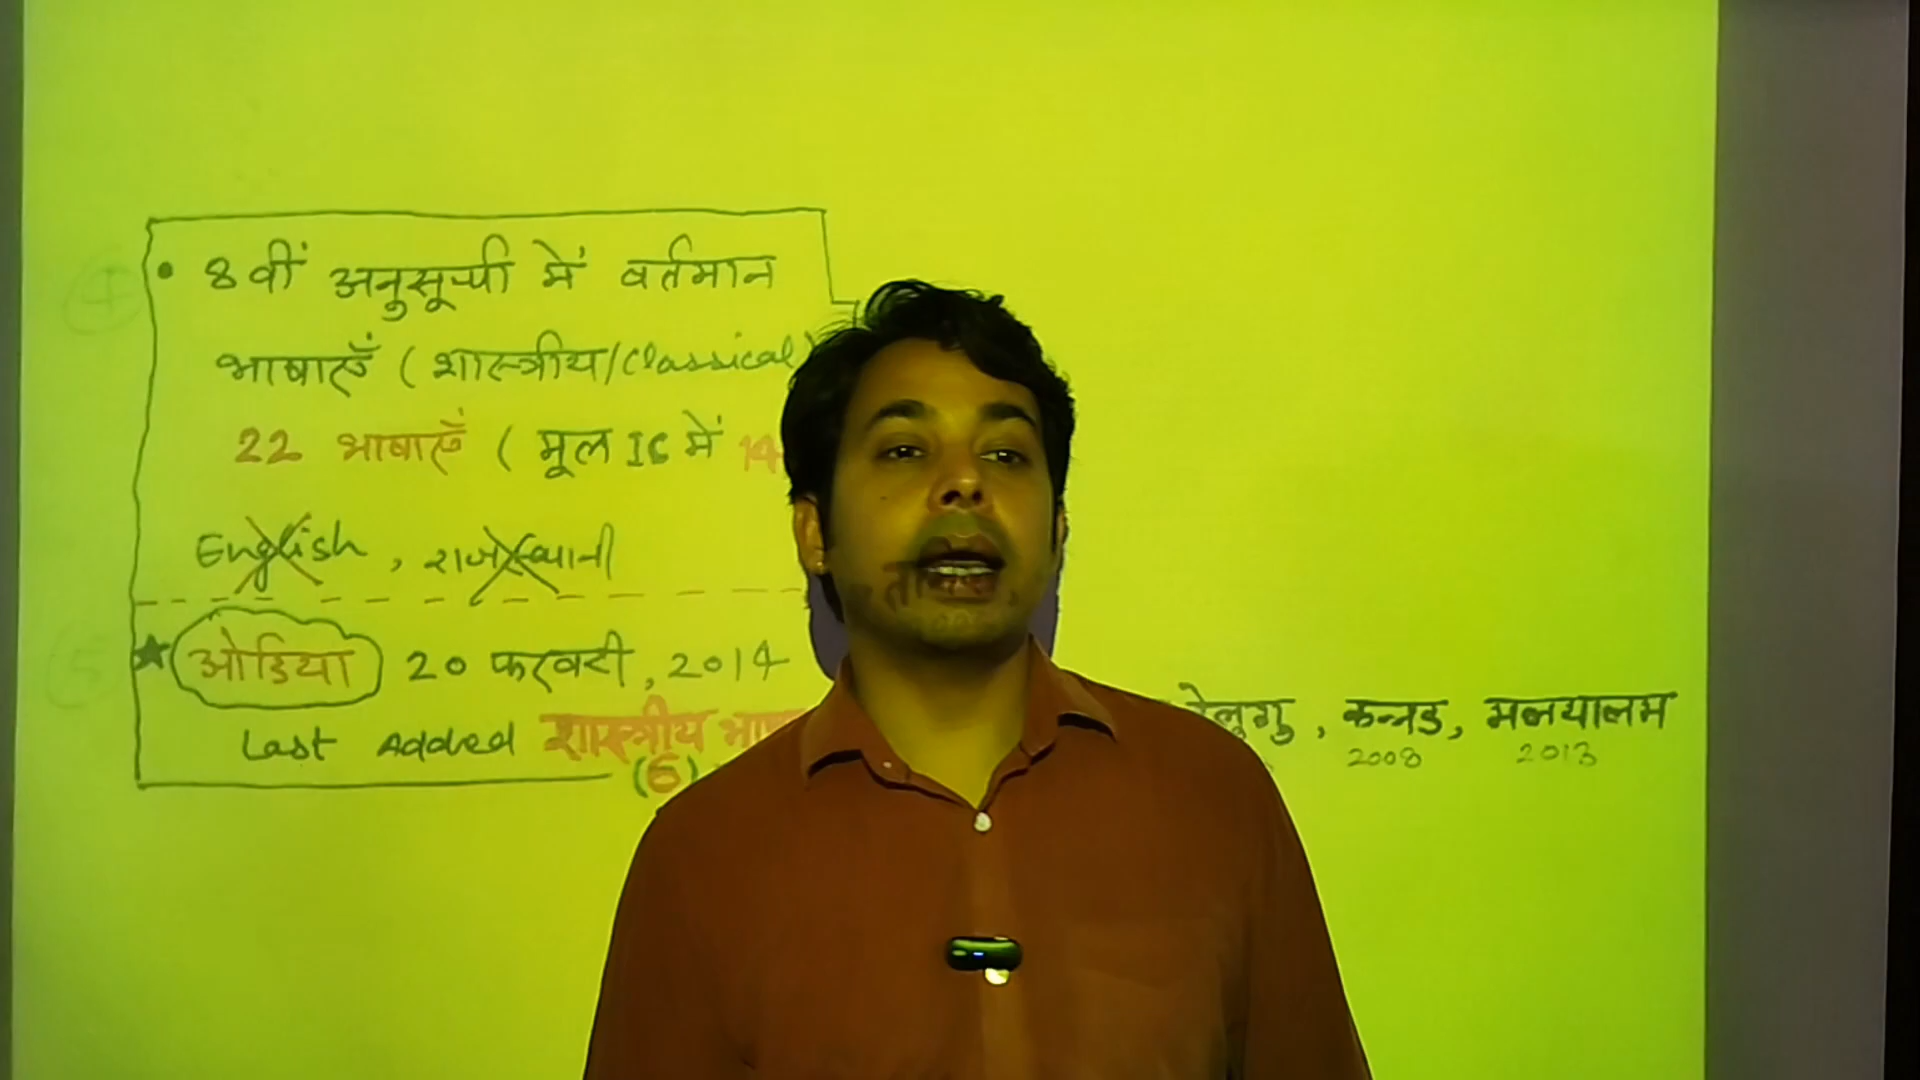 • 8 वीं अनुसूची में वर्तमान
भाषाएँ ( शास्त्रीय/Classical)
22 भाषाएँ ( मूल IC में 14
English , राजस्थानी
★ ओडिया 20 फरवरी, 2014
Last Added शास्त्रीय भाषा
(6)
तेलुगु , कन्नड, मलयालम
2008 2013